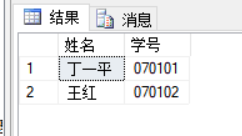 结果 消息
姓名 学号
1 丁一平 070101
2 王红 070102